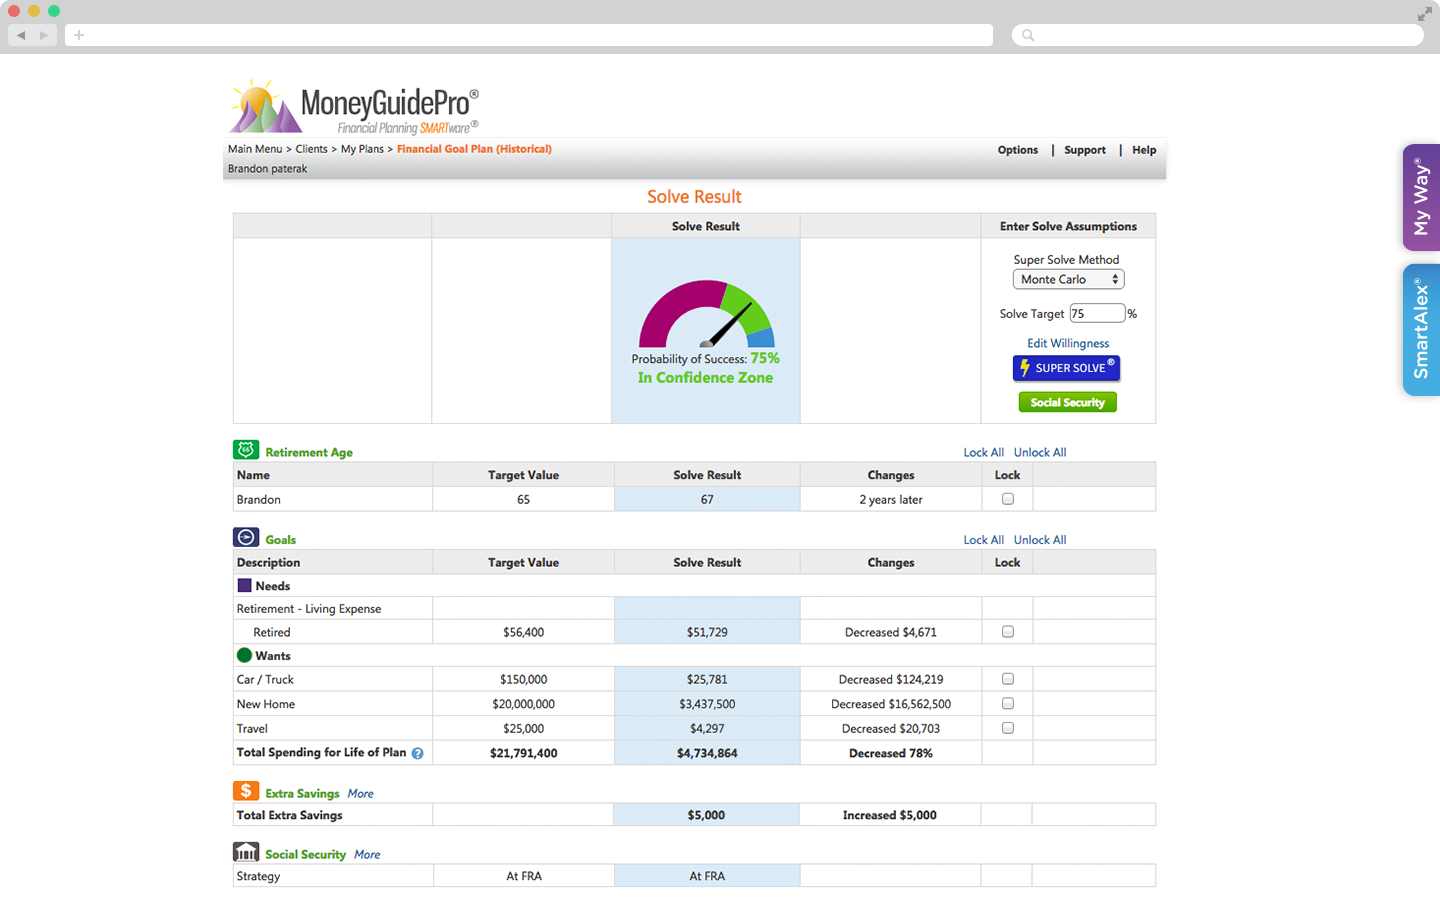 MoneyGuidePro®
Financial Planning SMARTware®
Main Menu > Clients > My Plans > Financial Goal Plan (Historical)
Options | Support | Help
Brandon paterak
My Way®
SmartAlex®
Solve Result
Solve Result
Enter Solve Assumptions
Super Solve Method
Monte Carlo
Solve Target 75 %
Edit Willingness
SUPER SOLVE®
Social Security
Probability of Success: 75%
In Confidence Zone
66
Retirement Age Lock All Unlock All
Name Target Value Solve Result Changes Lock
Brandon 65 67 2 years later
Goals Lock All Unlock All
Description Target Value Solve Result Changes Lock
Needs
Retirement - Living Expense
Retired $56,400 $51,729 Decreased $4,671
Wants
Car / Truck $150,000 $25,781 Decreased $124,219
New Home $20,000,000 $3,437,500 Decreased $16,562,500
Travel $25,000 $4,297 Decreased $20,703
Total Spending for Life of Plan ? $21,791,400 $4,734,864 Decreased 78%
$ Extra Savings More
Total Extra Savings $5,000 Increased $5,000
Social Security More
Strategy At FRA At FRA